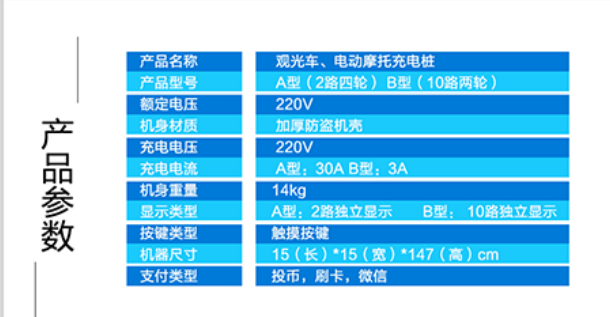 产品参数
产品名称 观光车、电动摩托充电桩
产品型号 A型（2路四轮）B型（10路两轮）
额定电压 220V
机身材质 加厚防盗机壳
充电电压 220V
充电电流 A型：30A B型：3A
机身重量 14kg
显示类型 A型：2路独立显示 B型： 10路独立显示
按键类型 触摸按键
机器尺寸 15（长）*15（宽）*147（高）cm
支付类型 投币，刷卡，微信